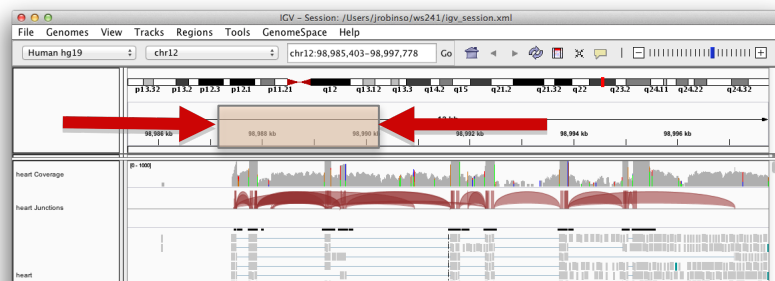 IGV - Session: /Users/jrobinso/ws241/igv_session.xml
File Genomes View Tracks Regions Tools GenomeSpace Help
Human hg19 chr12 chr12:98,985,403-98,997,778 Go
p13.32 p13.2 p12.3 p12.1 p11.21 q12 q13.11 q13.2 q14.2 q15 q21.2 q21.32 q22 q23.2 q24.11 q24.22 q24.32
98,986 kb 98,988 kb 98,990 kb 98,992 kb 98,994 kb 98,996 kb
[0 - 1000]
heart Coverage
heart Junctions
heart